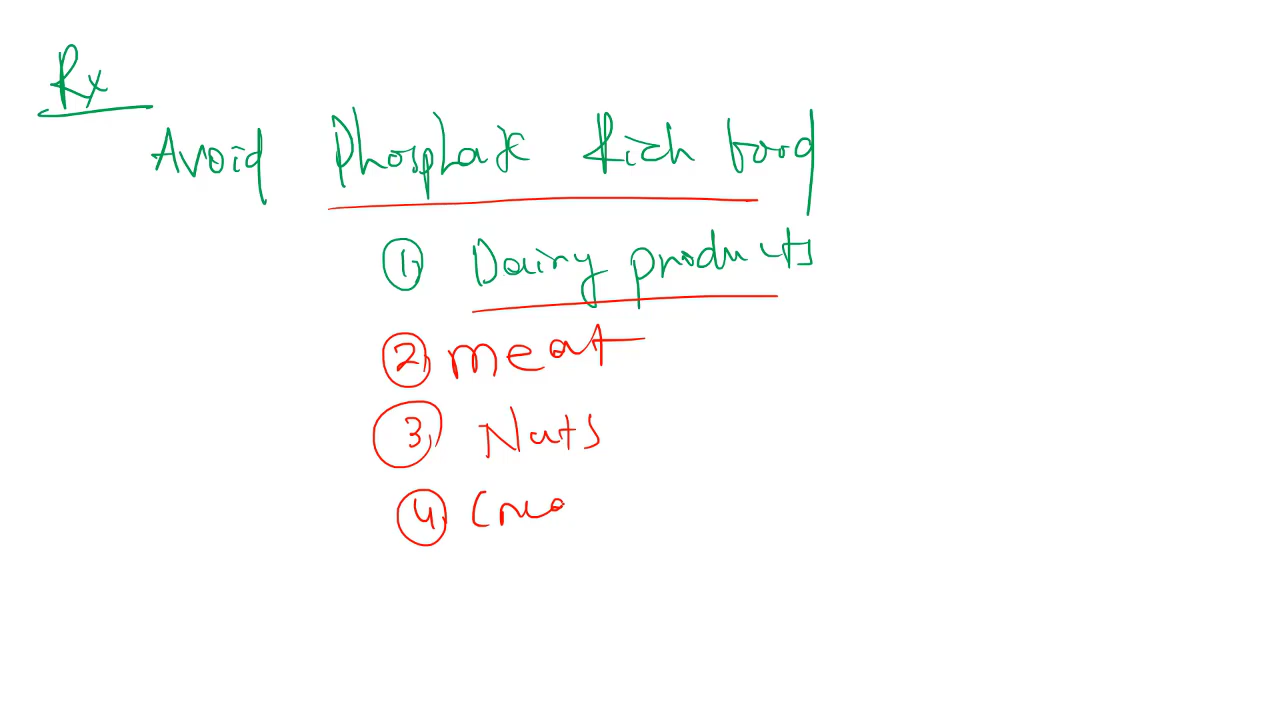 Rx
Avoid Phosphate Rich food
① Dairy products
② meat
③ Nuts
④